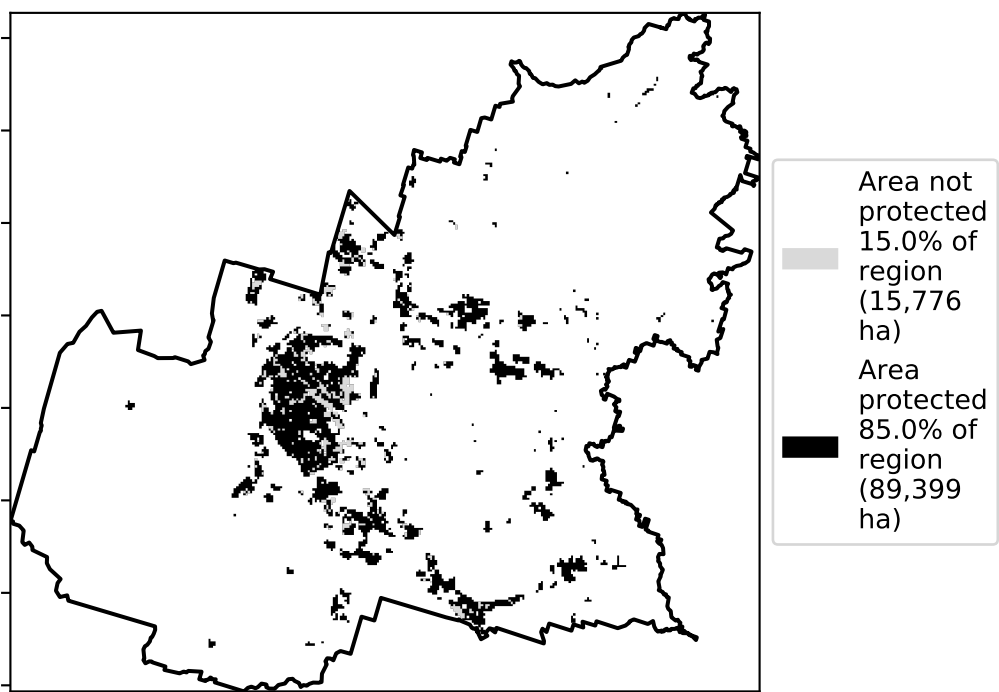 Area not
protected
15.0% of
region
(15,776
ha)
Area
protected
85.0% of
region
(89,399
ha)